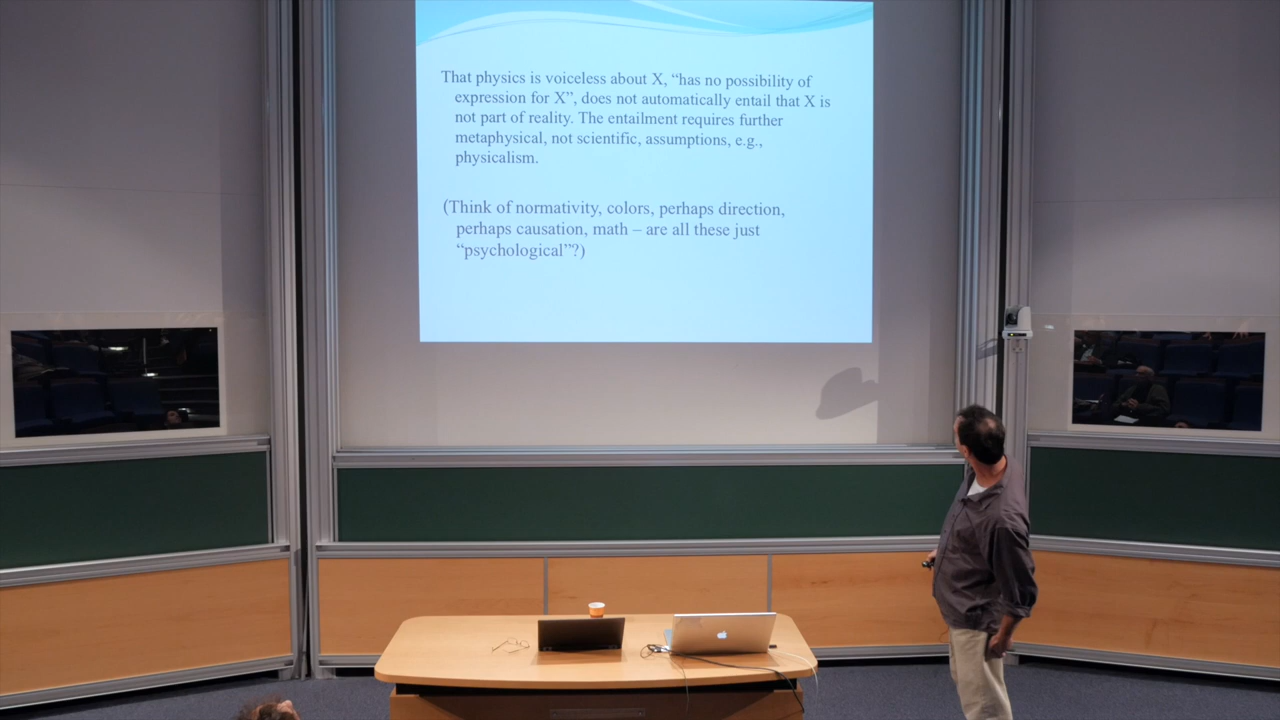 That physics is voiceless about X, “has no possibility of
expression for X”, does not automatically entail that X is
not part of reality. The entailment requires further
metaphysical, not scientific, assumptions, e.g.,
physicalism.
(Think of normativity, colors, perhaps direction,
perhaps causation, math – are all these just
“psychological”?)